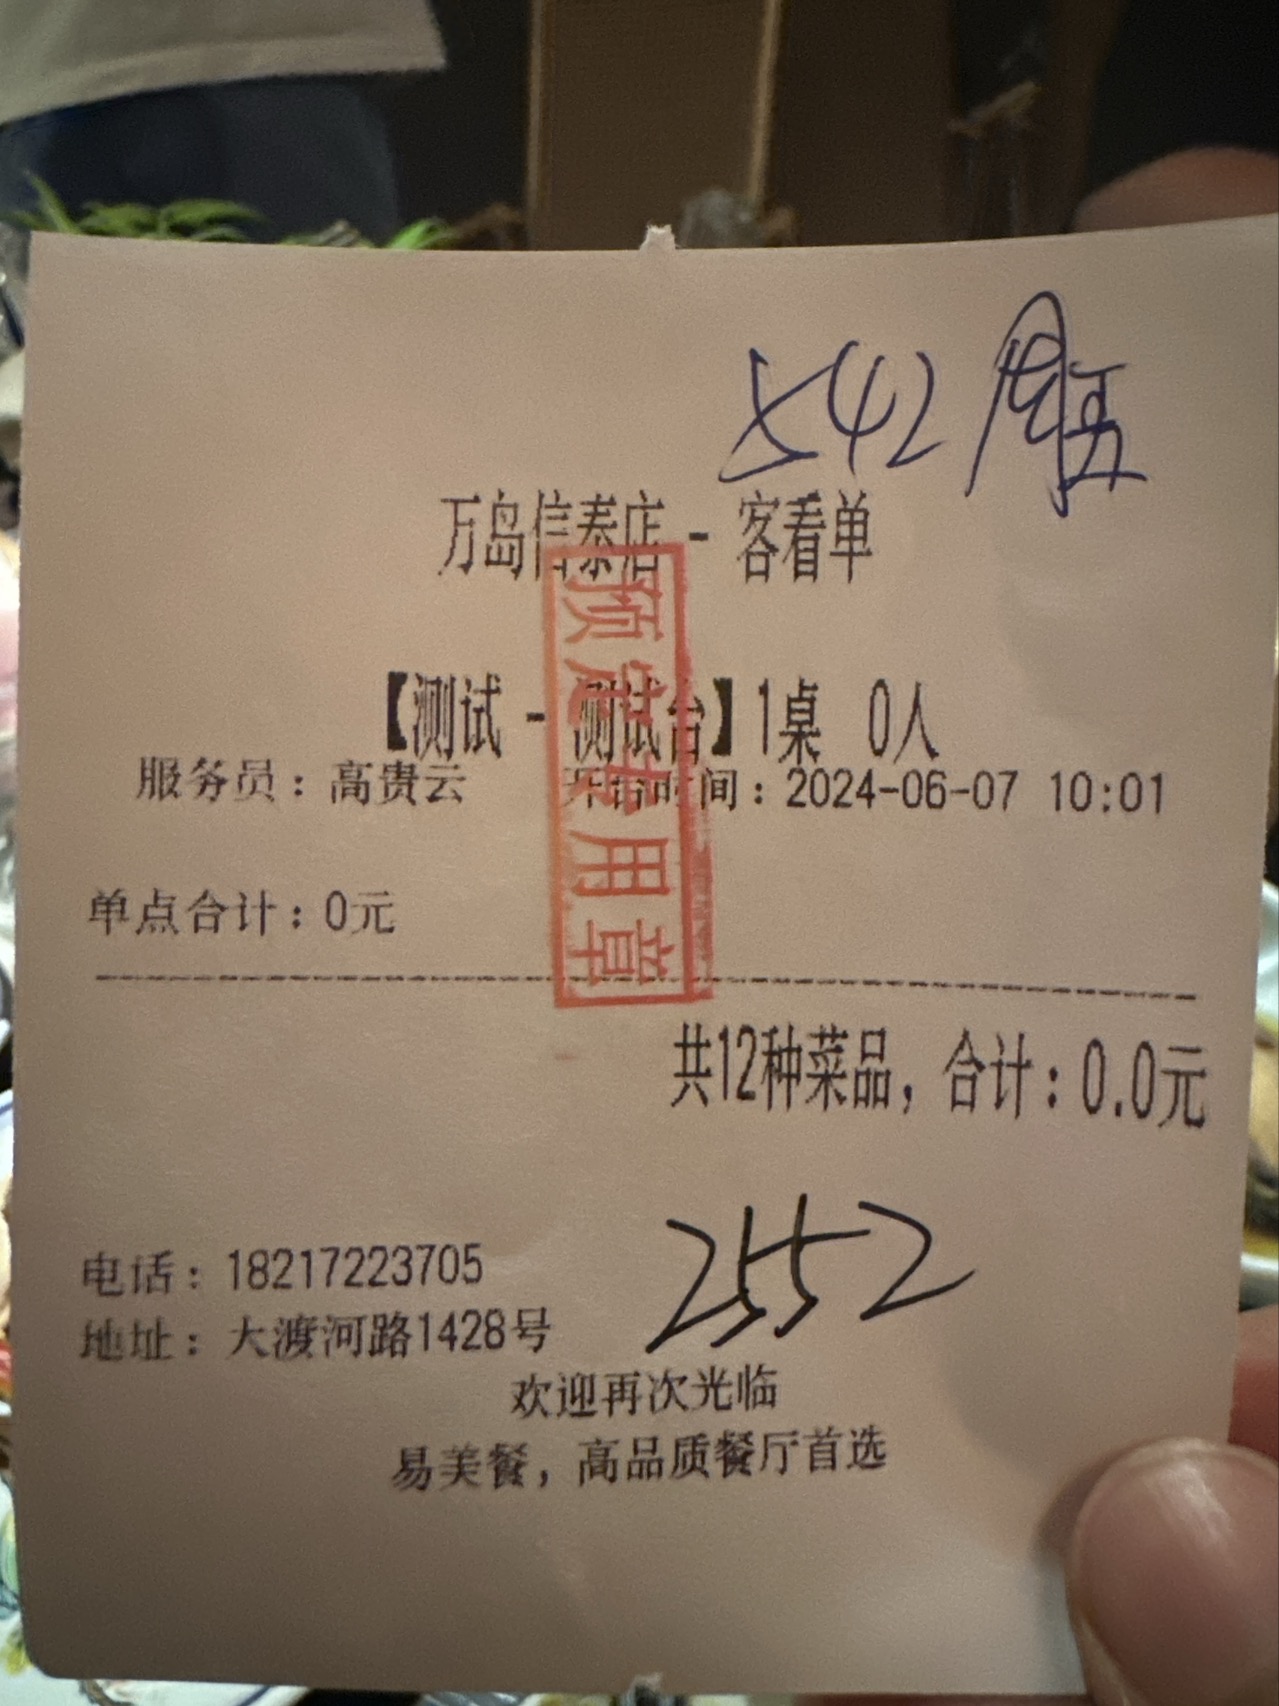 542 周五
万岛信泰店 - 客看单
【测试 - 测试台】1桌 0人
服务员：高贵云 开台时间：2024-06-07 10:01
预定专用章
单点合计：0元
共12种菜品，合计：0.0元
2552
电话：18217223705
地址：大渡河路1428号
欢迎再次光临
易美餐，高品质餐厅首选